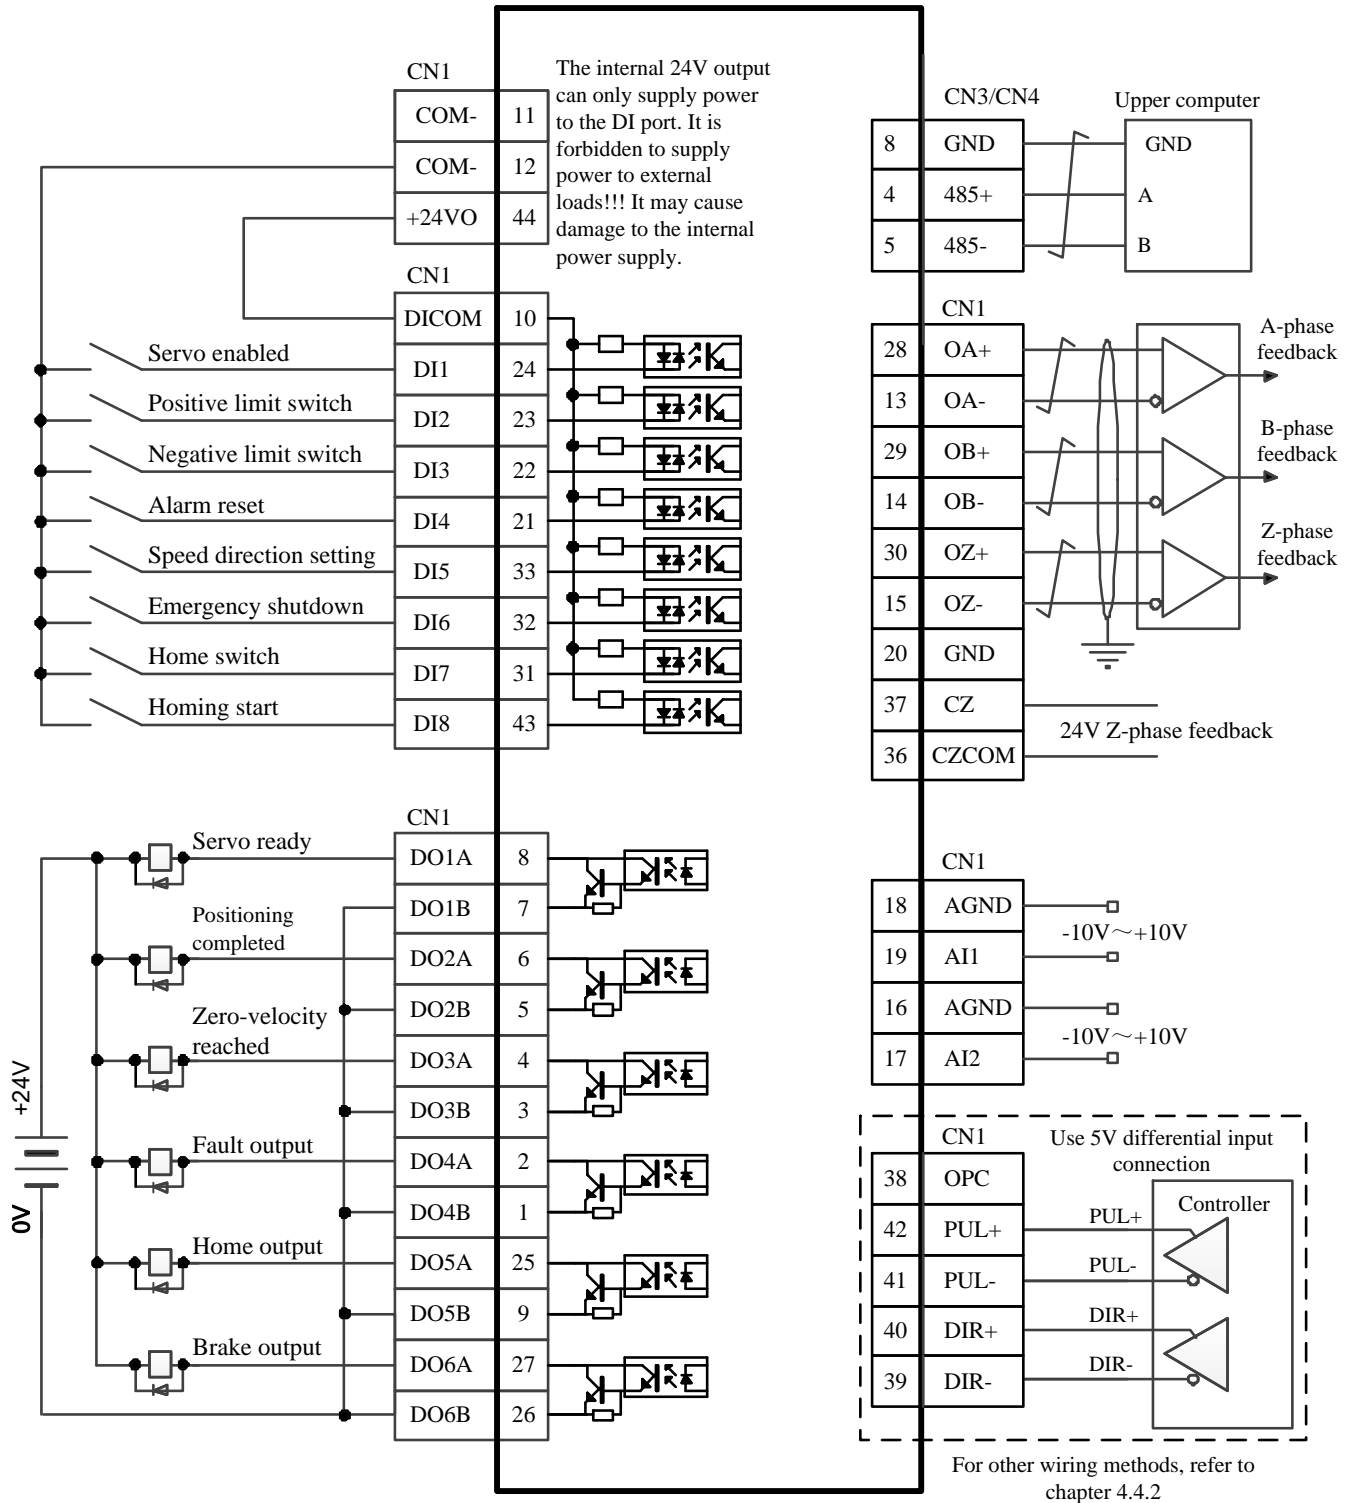 CN1
COM- 11
COM- 12
+24VO 44
The internal 24V output
can only supply power
to the DI port. It is
forbidden to supply
power to external
loads!!! It may cause
damage to the internal
power supply.
CN1
DICOM 10
Servo enabled
DI1 24
Positive limit switch
DI2 23
Negative limit switch
DI3 22
Alarm reset
DI4 21
Speed direction setting
DI5 33
Emergency shutdown
DI6 32
Home switch
DI7 31
Homing start
DI8 43
CN1
Servo ready
DO1A 8
DO1B 7
Positioning
completed
DO2A 6
DO2B 5
Zero-velocity
reached
DO3A 4
DO3B 3
Fault output
DO4A 2
DO4B 1
Home output
DO5A 25
DO5B 9
Brake output
DO6A 27
DO6B 26
+24V
0V
CN3/CN4
Upper computer
8 GND GND
4 485+ A
5 485- B
CN1
28 OA+
13 OA-
A-phase
feedback
29 OB+
14 OB-
B-phase
feedback
30 OZ+
15 OZ-
Z-phase
feedback
20 GND
37 CZ
36 CZCOM
24V Z-phase feedback
CN1
18 AGND
19 AI1
-10V～+10V
16 AGND
17 AI2
-10V～+10V
CN1
Use 5V differential input
connection
38 OPC
Controller
42 PUL+ PUL+
41 PUL- PUL-
40 DIR+ DIR+
39 DIR- DIR-
For other wiring methods, refer to
chapter 4.4.2